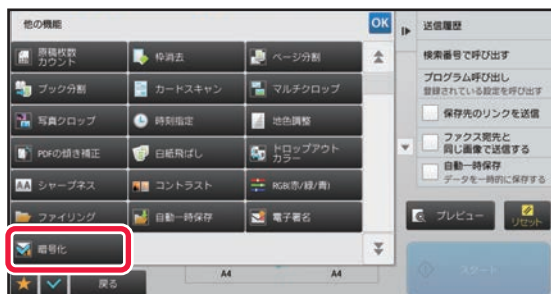 他の機能
OK
原稿枚数
カウント
枠消去
ページ分割
ブック分割
カードスキャン
マルチクロップ
写真クロップ
時刻指定
地色調整
PDFの傾き補正
白紙飛ばし
ドロップアウト
カラー
AA シャープネス
コントラスト
RGB(赤/緑/青)
ファイリング
自動一時保存
電子署名
暗号化
戻る
A4
A4
送信履歴
検索番号で呼び出す
プログラム呼び出し
登録されている設定を呼び出す
保存先のリンクを送信
ファクス宛先と
同じ画像で送信する
自動一時保存
データを一時的に保存する
プレビュー
リセット
スタート